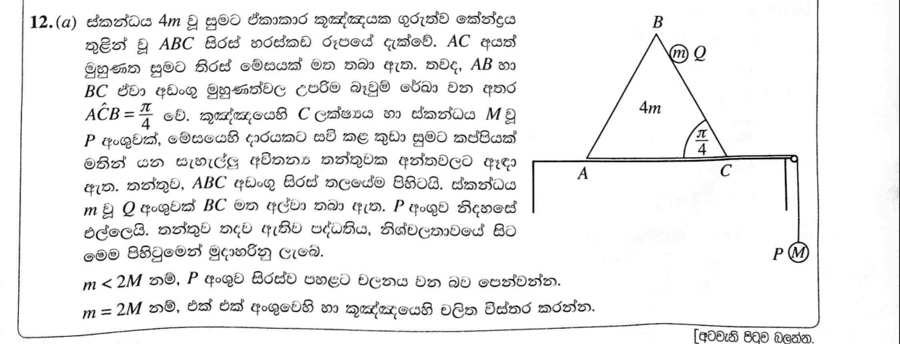 12.(a) ස්කන්ධය 4m වූ සුමට ඒකාකාර කූඤ්ඤයක ගුරුත්ව කේන්ද්‍රය
තුළින් වූ ABC සිරස් හරස්කඩ රූපයේ දැක්වේ. AC අයත්
මුහුණත සුමට තිරස් මේසයක් මත තබා ඇත. තවද, AB හා
BC ඒවා අඩංගු මුහුණත්වල උපරිම බෑවුම් රේඛා වන අතර
AĈB = π/4 වේ. කූඤ්ඤයෙහි C ලක්ෂ්‍යය හා ස්කන්ධය M වූ
P අංශුවක්, මේසයෙහි දාරයකට සවි කළ කුඩා සුමට කප්පියක්
මතින් යන සැහැල්ලු අවිතන්‍ය තන්තුවක අන්තවලට ඈඳා
ඇත. තන්තුව, ABC අඩංගු සිරස් තලයේම පිහිටයි. ස්කන්ධය
m වූ Q අංශුවක් BC මත අල්වා තබා ඇත. P අංශුව නිදහසේ
එල්ලෙයි. තන්තුව තදව ඇතිව පද්ධතිය, නිශ්චලතාවයේ සිට
මෙම පිහිටුමෙන් මුදාහරිනු ලැබේ.
m < 2M නම්, P අංශුව සිරස්ව පහළට චලනය වන බව පෙන්වන්න.
m = 2M නම්, එක් එක් අංශුවෙහි හා කූඤ්ඤයෙහි චලිත විස්තර කරන්න.
B
m Q
4m
π/4
A
C
P M
[අටවැනි පිටුව බලන්න.